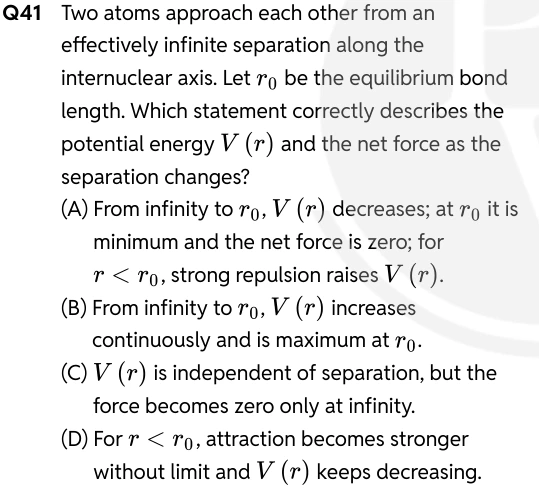 Q41 Two atoms approach each other from an
effectively infinite separation along the
internuclear axis. Let r₀ be the equilibrium bond
length. Which statement correctly describes the
potential energy V (r) and the net force as the
separation changes?
(A) From infinity to r₀, V (r) decreases; at r₀ it is
minimum and the net force is zero; for
r < r₀, strong repulsion raises V (r).
(B) From infinity to r₀, V (r) increases
continuously and is maximum at r₀.
(C) V (r) is independent of separation, but the
force becomes zero only at infinity.
(D) For r < r₀, attraction becomes stronger
without limit and V (r) keeps decreasing.